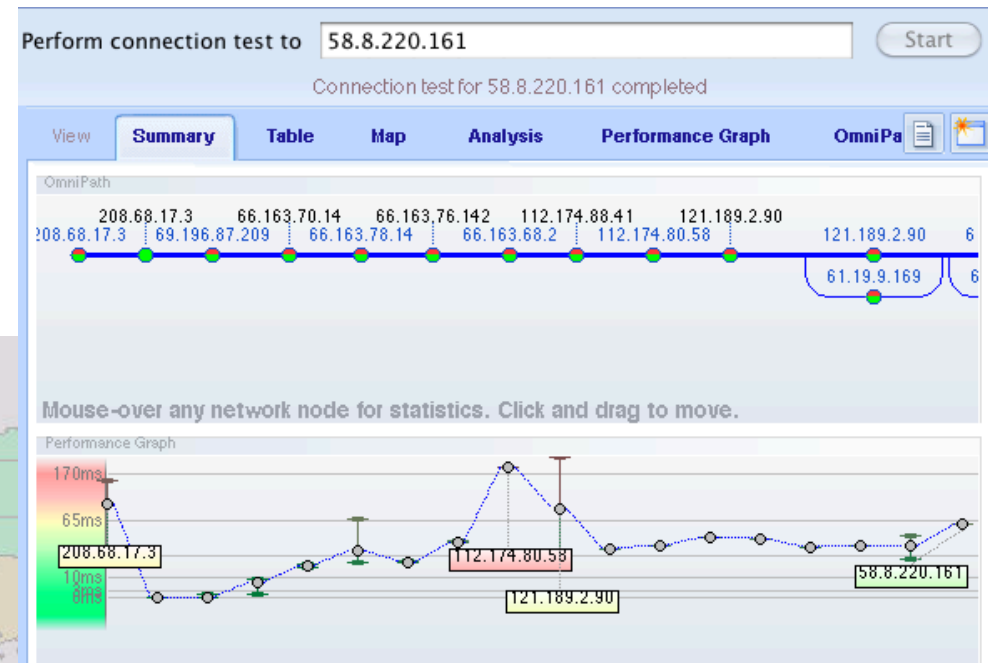 Perform connection test to 58.8.220.161 Start
Connection test for 58.8.220.161 completed
View Summary Table Map Analysis Performance Graph OmniPa
OmniPath
208.68.17.3 66.163.70.14 66.163.76.142 112.174.88.41 121.189.2.90
208.68.17.3 69.196.87.209 66.163.78.14 66.163.68.2 112.174.80.58 121.189.2.90 6
61.19.9.169 6
Mouse-over any network node for statistics. Click and drag to move.
Performance Graph
170ms
65ms
208.68.17.3 112.174.80.58
10ms 58.8.220.161
121.189.2.90